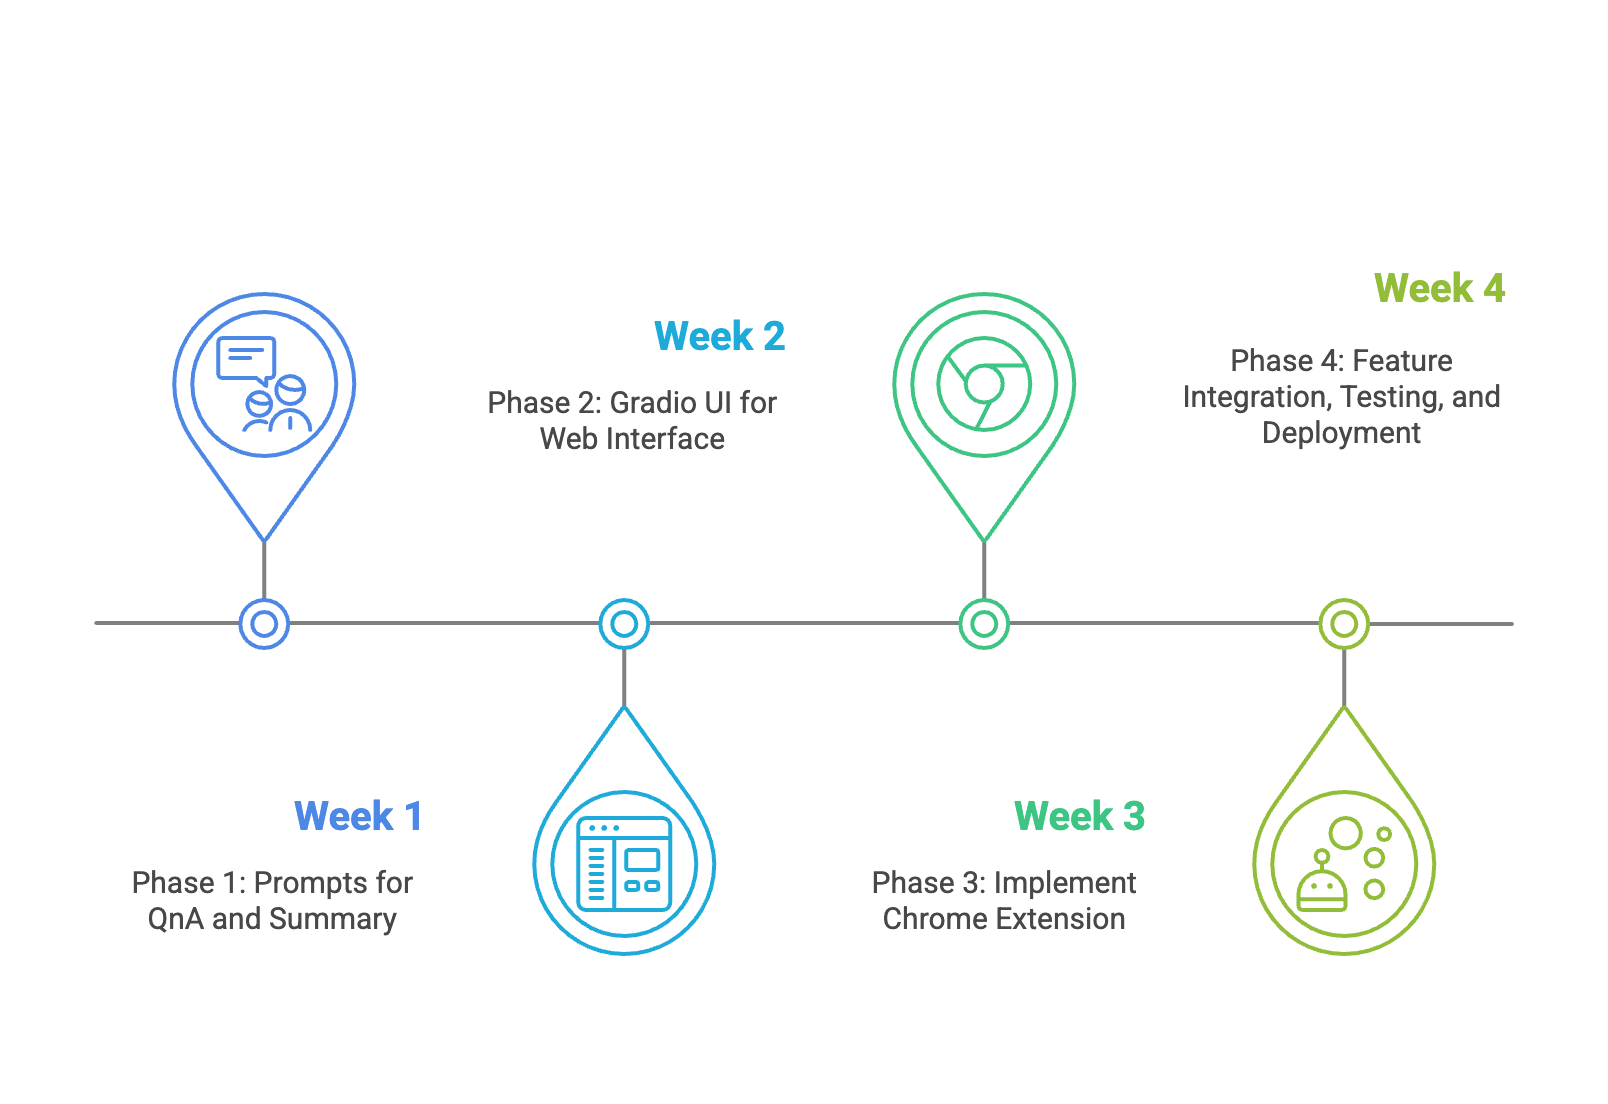 Week 1
Phase 1: Prompts for
QnA and Summary
Week 2
Phase 2: Gradio UI for
Web Interface
Week 3
Phase 3: Implement
Chrome Extension
Week 4
Phase 4: Feature
Integration, Testing, and
Deployment